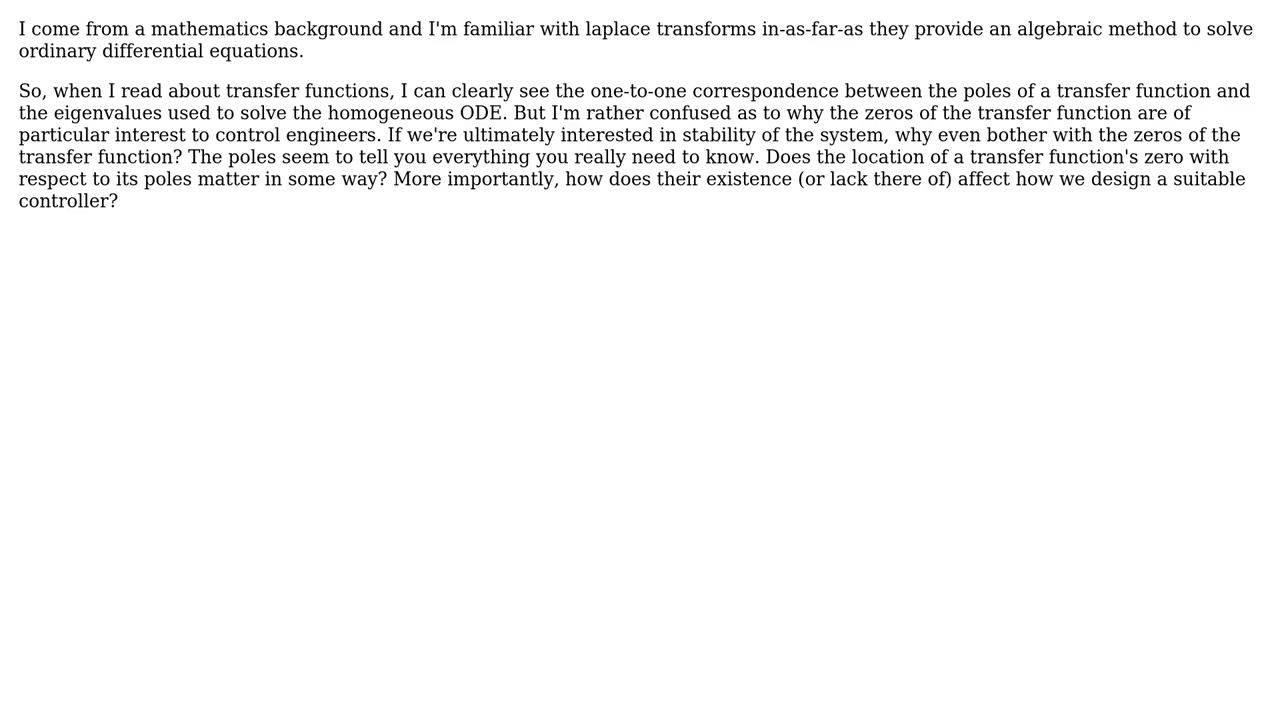 I come from a mathematics background and I'm familiar with laplace transforms in-as-far-as they provide an algebraic method to solve
ordinary differential equations.
So, when I read about transfer functions, I can clearly see the one-to-one correspondence between the poles of a transfer function and
the eigenvalues used to solve the homogeneous ODE. But I'm rather confused as to why the zeros of the transfer function are of
particular interest to control engineers. If we're ultimately interested in stability of the system, why even bother with the zeros of the
transfer function? The poles seem to tell you everything you really need to know. Does the location of a transfer function's zero with
respect to its poles matter in some way? More importantly, how does their existence (or lack there of) affect how we design a suitable
controller?